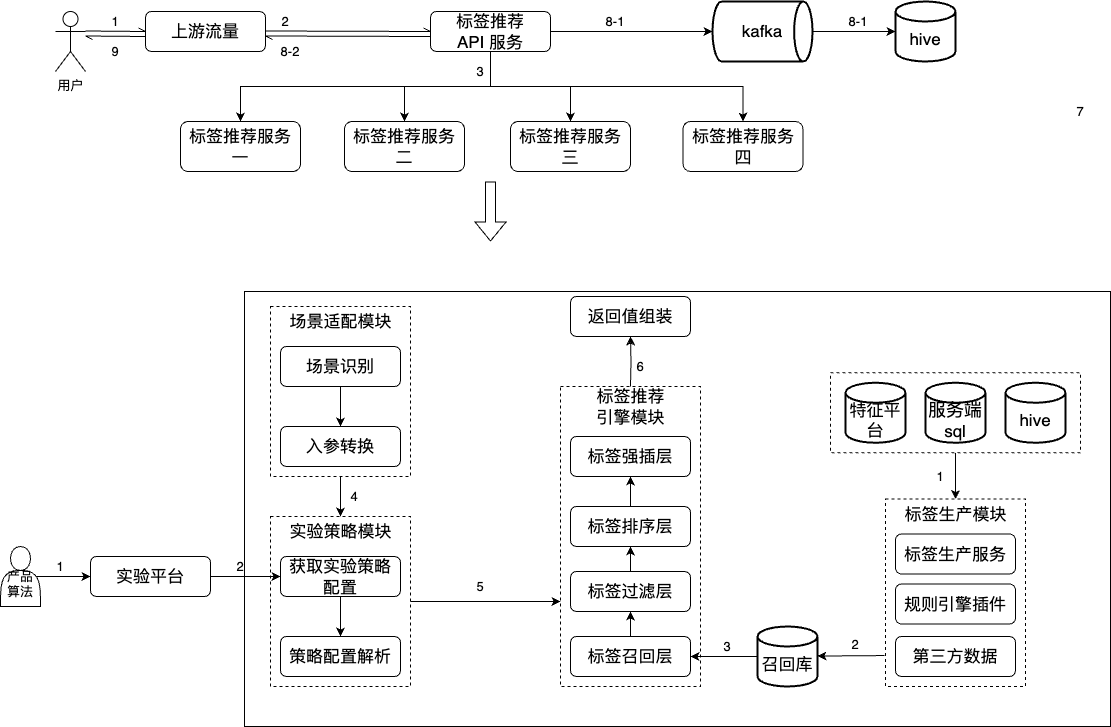 1
2
8-1
8-1
上游流量
标签推荐
API 服务
kafka
hive
9
8-2
用户
3
7
标签推荐服务
一
标签推荐服务
二
标签推荐服务
三
标签推荐服务
四
场景适配模块
场景识别
入参转换
4
实验策略模块
获取实验策略
配置
策略配置解析
产品
算法
1
实验平台
2
5
返回值组装
6
标签推荐
引擎模块
标签强插层
标签排序层
标签过滤层
标签召回层
3
召回库
2
特征平
台
服务端
sql
hive
1
标签生产模块
标签生产服务
规则引擎插件
第三方数据